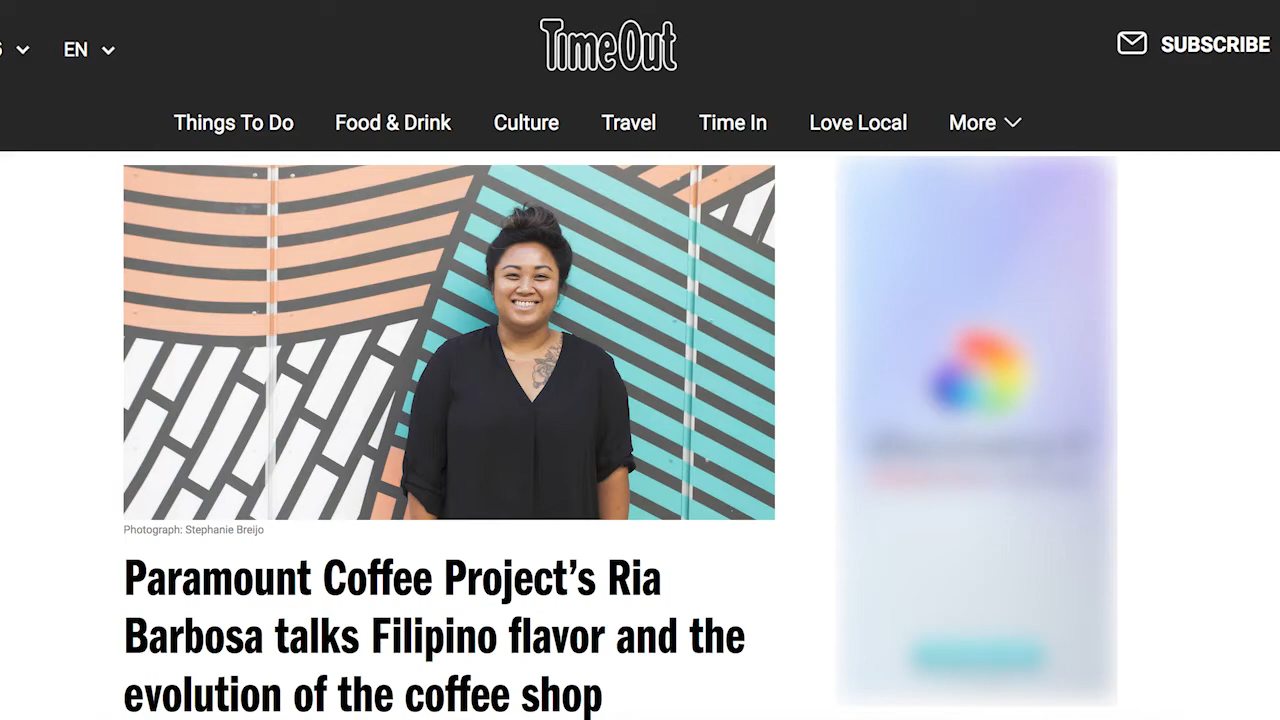 EN
TimeOut
SUBSCRIBE
Things To Do
Food & Drink
Culture
Travel
Time In
Love Local
More
Photograph: Stephanie Breijo
Paramount Coffee Project’s Ria
Barbosa talks Filipino flavor and the
evolution of the coffee shop